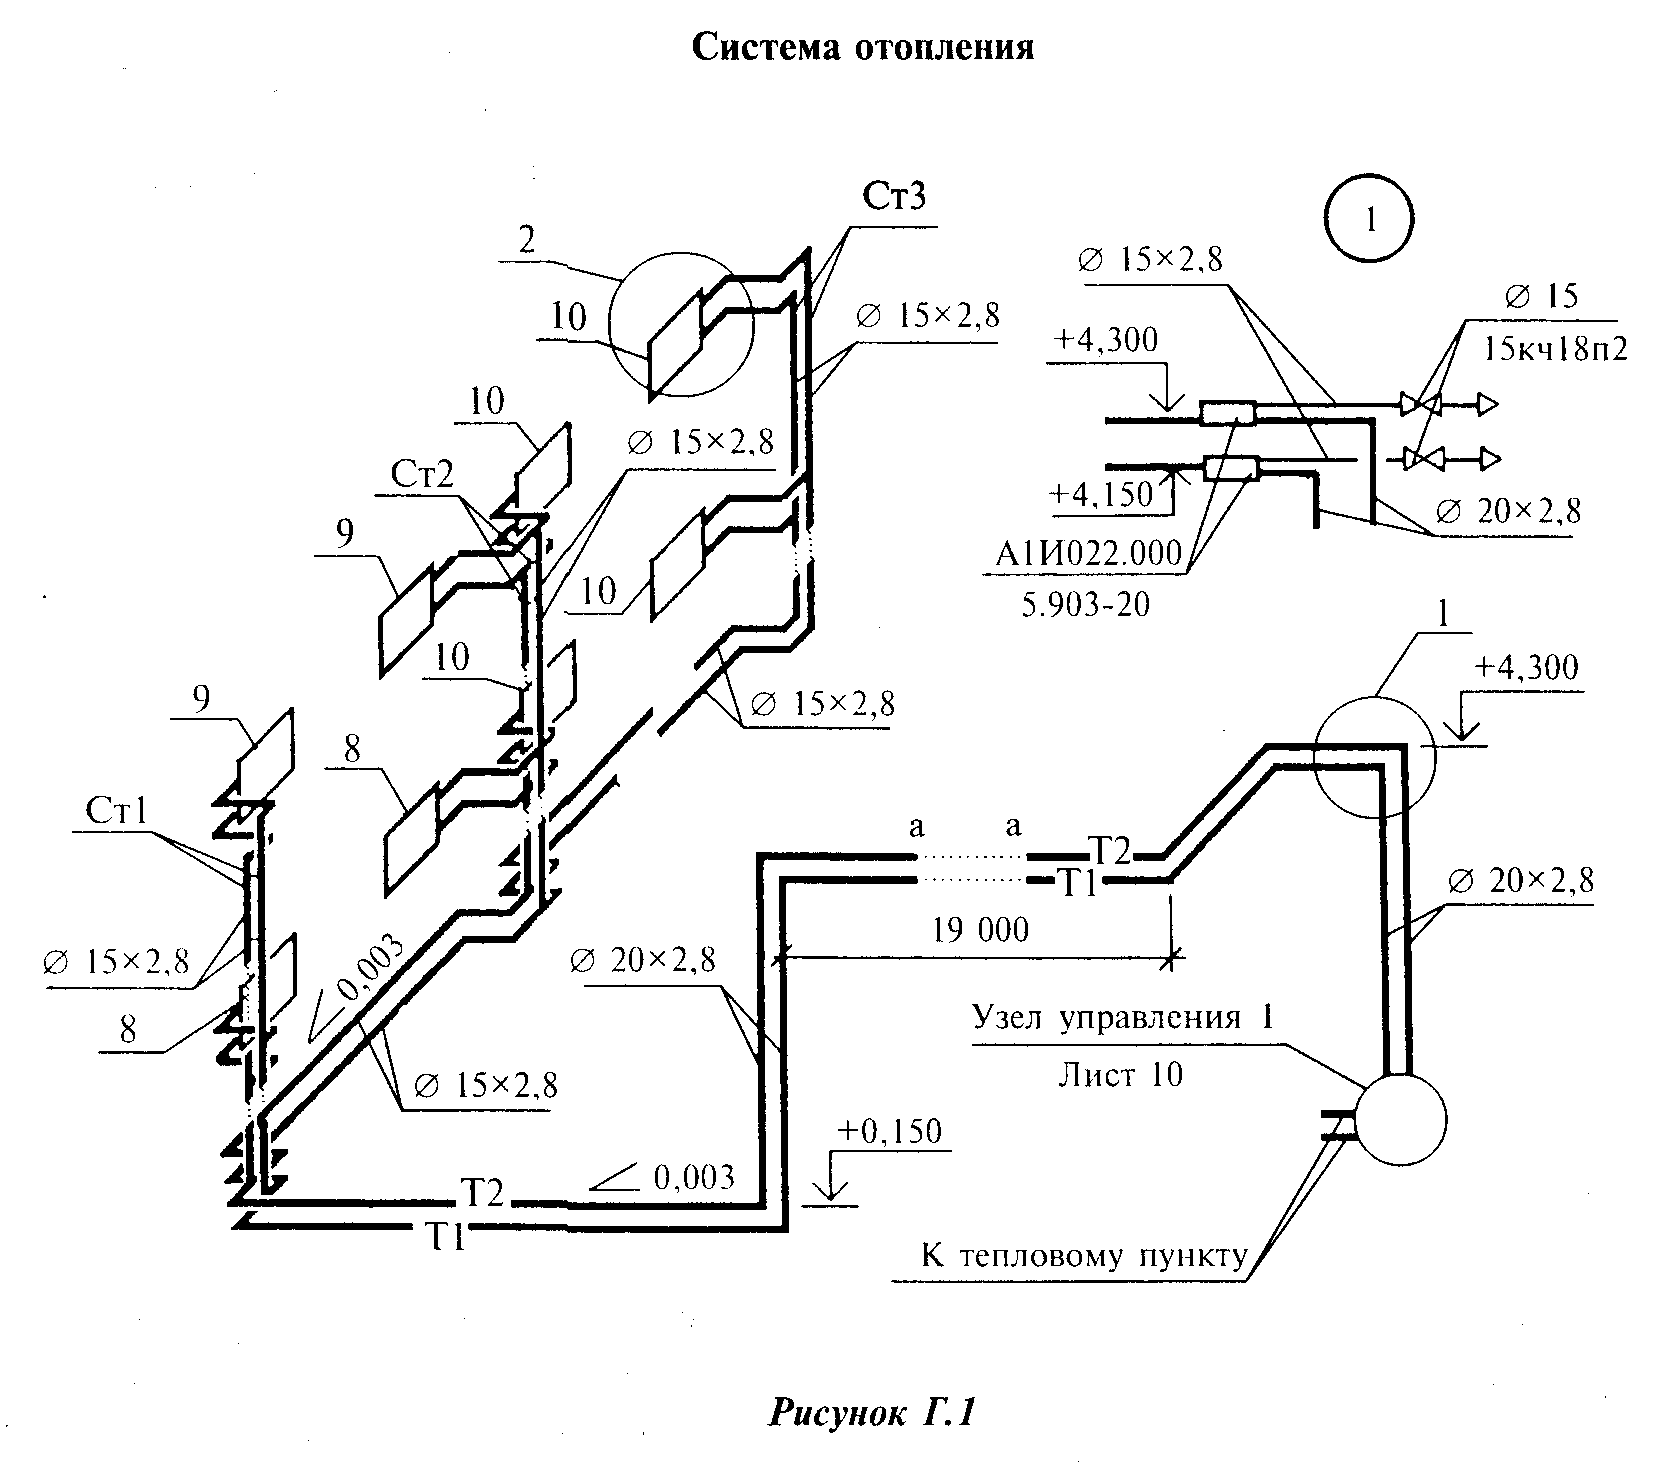 Система отопления
Ст3
1
2
∅ 15×2,8
∅ 15
10
∅ 15×2,8
+4,300
15кч18п2
10
∅ 15×2,8
Ст2
+4,150
∅ 20×2,8
9
А1И022.000
10
5.903-20
1
10
+4,300
9
∅ 15×2,8
8
Ст1
а
а
Т2
Т1
∅ 20×2,8
19 000
0,003
∅ 15×2,8
∅ 20×2,8
Узел управления 1
8
Лист 10
∅ 15×2,8
+0,150
0,003
Т2
Т1
К тепловому пункту
Рисунок Г.1